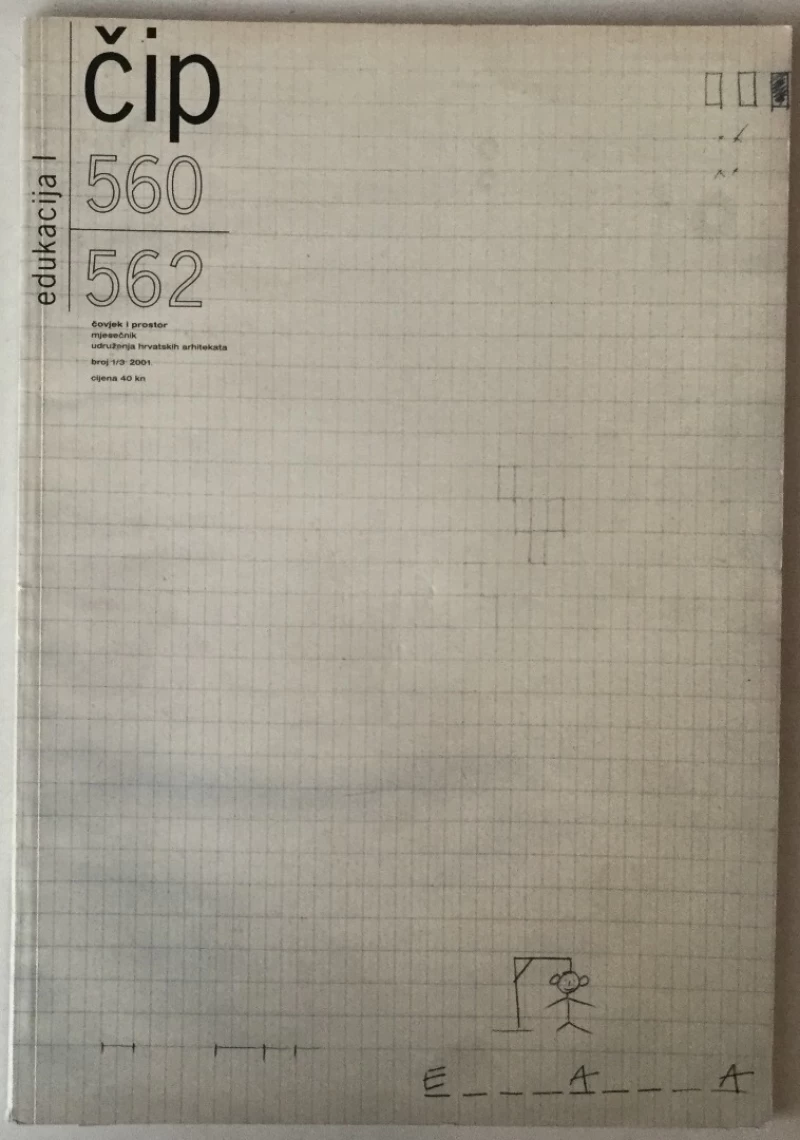 čip
edukacija I
560
562
čovjek i prostor
mjesečnik
udruženja hrvatskih arhitekata
broj 1/3 2001.
cijena 40 kn
E _ _ _ A _ _ _ A